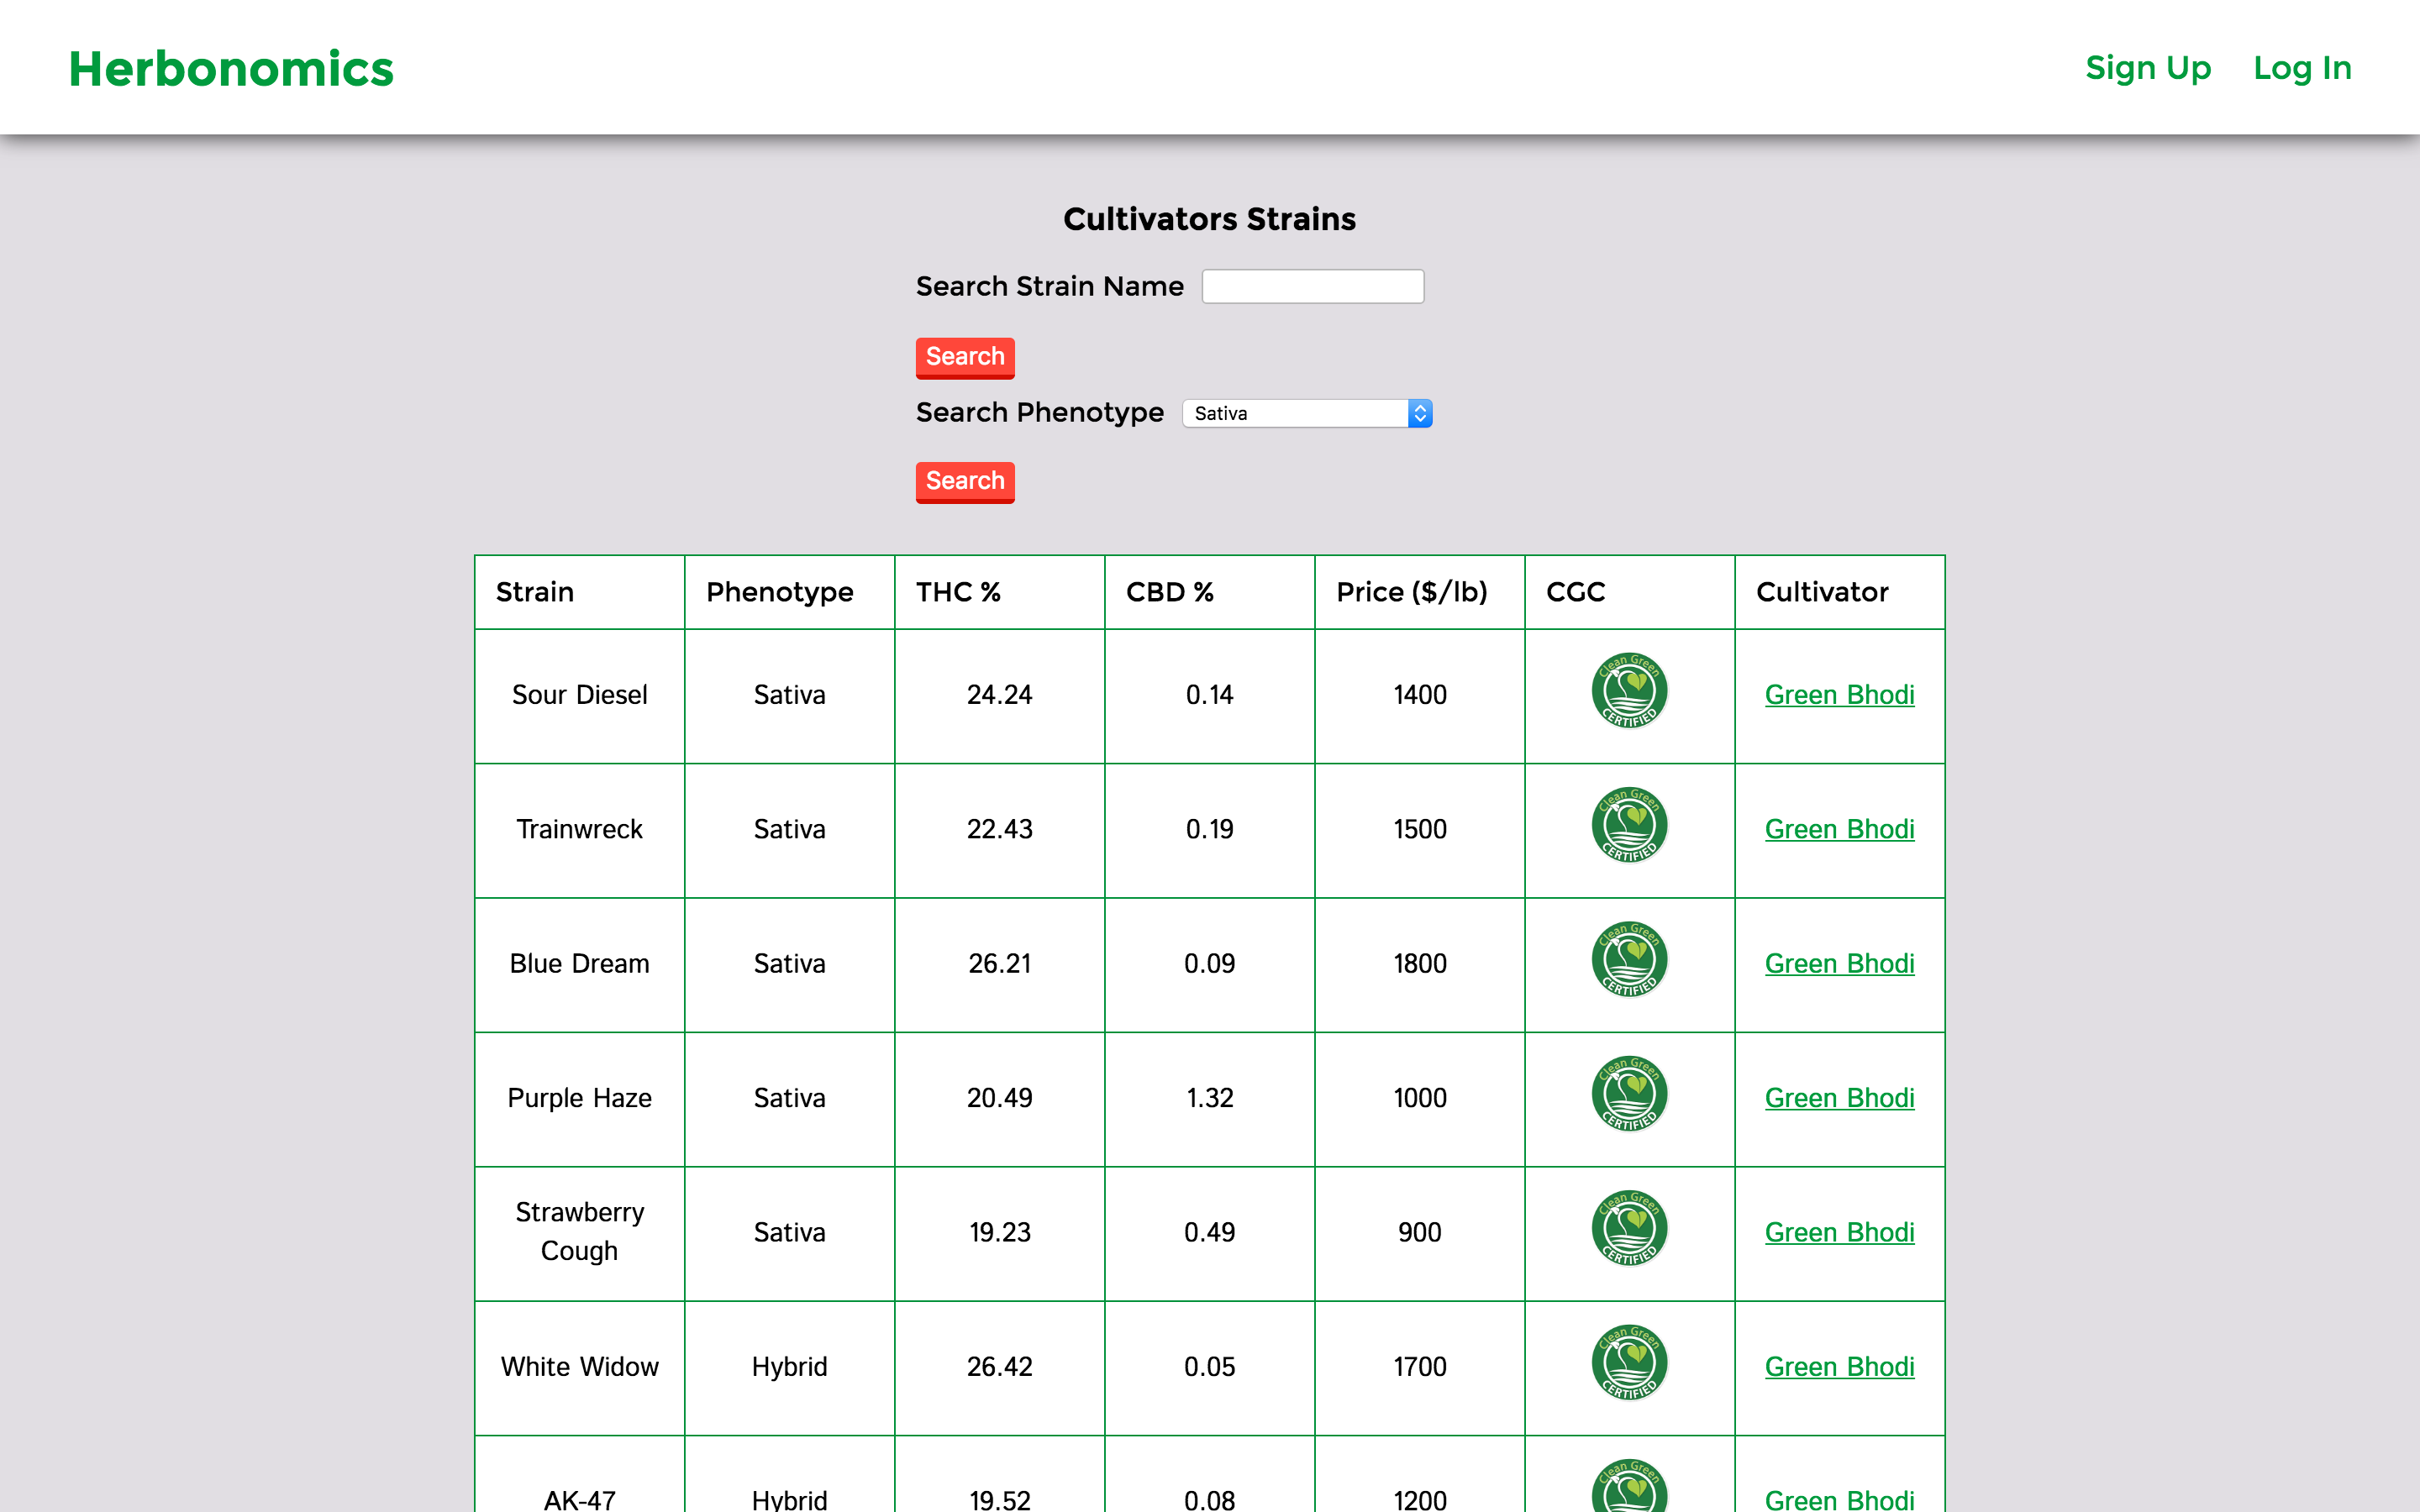 Herbonomics
Sign Up Log In
Cultivators Strains
Search Strain Name
Search
Search Phenotype Sativa
Search
Strain Phenotype THC % CBD % Price ($/lb) CGC Cultivator
Clean Green
Sour Diesel Sativa 24.24 0.14 1400 Green Bhodi
CERTIFIED
Clean Green
Trainwreck Sativa 22.43 0.19 1500 Green Bhodi
CERTIFIED
Clean Green
Blue Dream Sativa 26.21 0.09 1800 Green Bhodi
CERTIFIED
Clean Green
Purple Haze Sativa 20.49 1.32 1000 Green Bhodi
CERTIFIED
Clean Green
Strawberry
Cough Sativa 19.23 0.49 900 Green Bhodi
CERTIFIED
Clean Green
White Widow Hybrid 26.42 0.05 1700 Green Bhodi
CERTIFIED
Clean Green
AK-47 Hybrid 19.52 0.08 1200 Green Bhodi